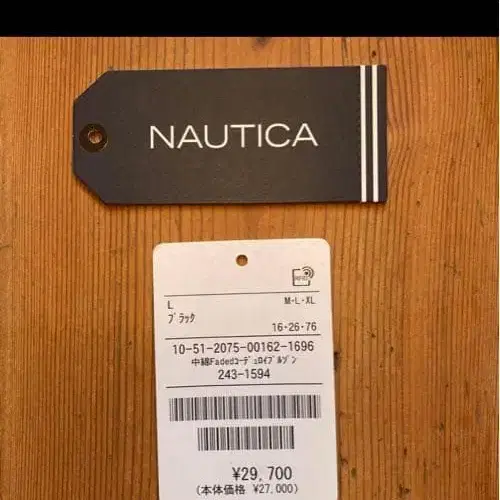 NAUTICA
L
M・L・XL
ブラック
16・26・76
10-51-2075-00162-1696
中綿Fadedコーデュロイブルゾン
243-1594
¥29,700
(本体価格 ¥27,000)